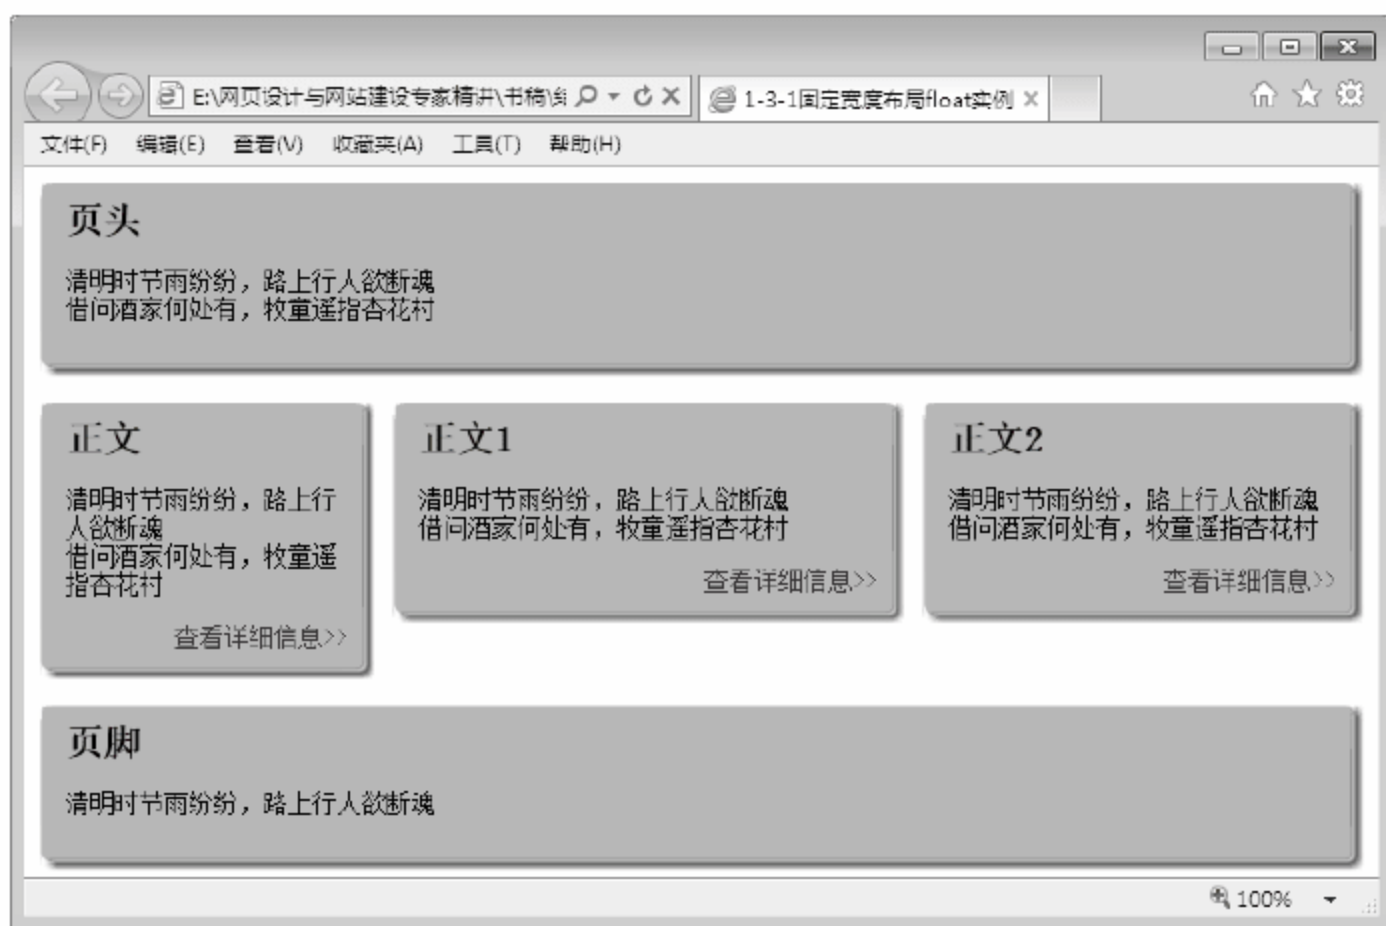 E:\网页设计与网站建设专家精讲\书稿\
1-3-1固定宽度布局float实例
文件(F) 编辑(E) 查看(V) 收藏夹(A) 工具(T) 帮助(H)
页头
清明时节雨纷纷，路上行人欲断魂
借问酒家何处有，牧童遥指杏花村
正文
清明时节雨纷纷，路上行
人欲断魂
借问酒家何处有，牧童遥
指杏花村
查看详细信息>>
正文1
清明时节雨纷纷，路上行人欲断魂
借问酒家何处有，牧童遥指杏花村
查看详细信息>>
正文2
清明时节雨纷纷，路上行人欲断魂
借问酒家何处有，牧童遥指杏花村
查看详细信息>>
页脚
清明时节雨纷纷，路上行人欲断魂
100%